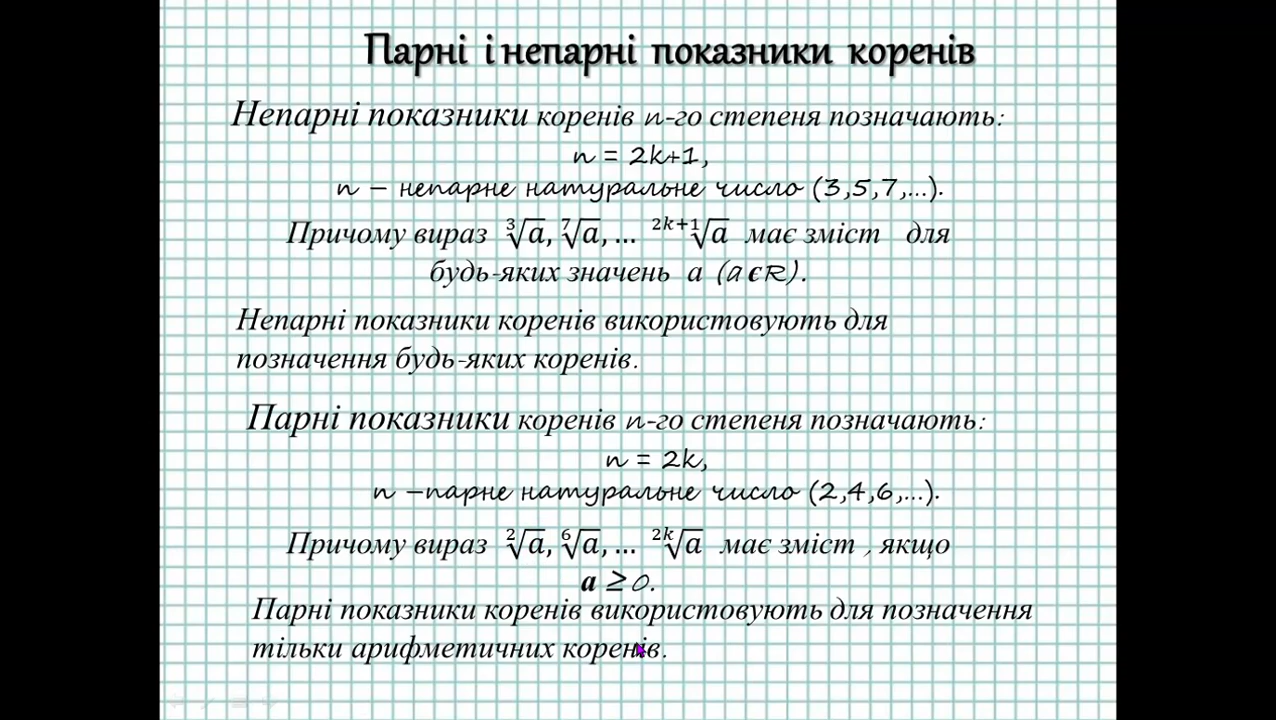 Парні і непарні показники коренів
Непарні показники коренів n-го степеня позначають:
n = 2k+1,
n – непарне натуральне число (3,5,7,...).
Причому вираз ∛a, ⁷√a, ... ²ᵏ⁺¹√a має зміст для
будь-яких значень a (a є R).
Непарні показники коренів використовують для
позначення будь-яких коренів.
Парні показники коренів n-го степеня позначають:
n = 2k,
n –парне натуральне число (2,4,6,...).
Причому вираз ²√a, ⁶√a, ... ²ᵏ√a має зміст , якщо
a ≥0.
Парні показники коренів використовують для позначення
тільки арифметичних коренів.